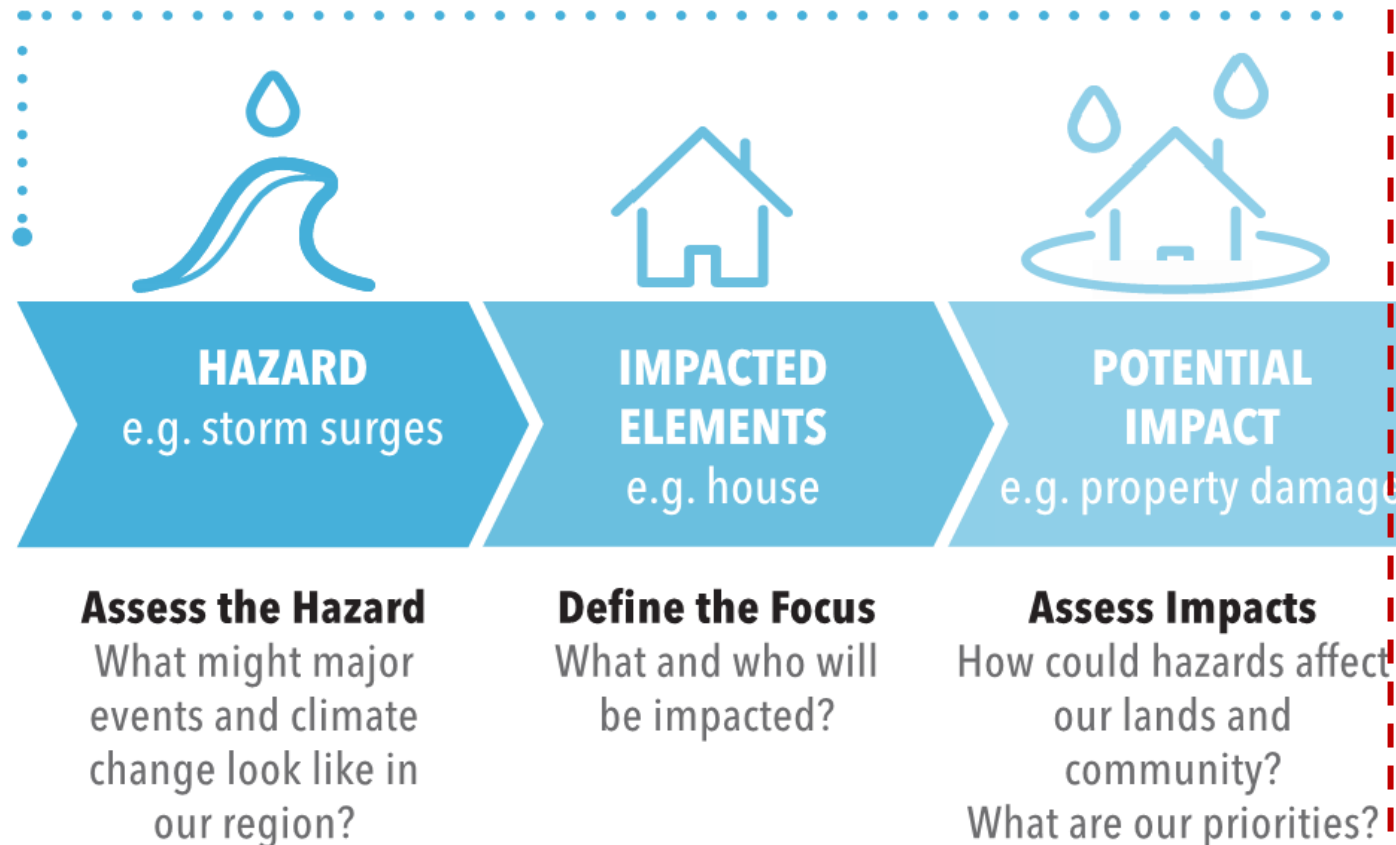 HAZARD
e.g. storm surges
IMPACTED
ELEMENTS
e.g. house
POTENTIAL
IMPACT
e.g. property damage
Assess the Hazard
What might major
events and climate
change look like in
our region?
Define the Focus
What and who will
be impacted?
Assess Impacts
How could hazards affect
our lands and
community?
What are our priorities?